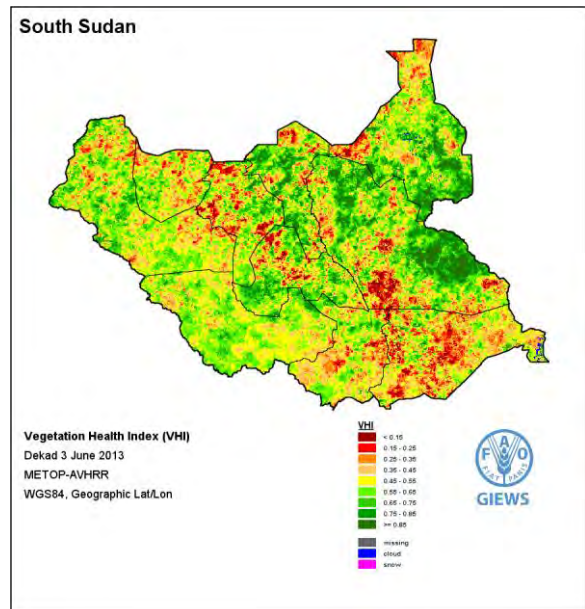 South Sudan
Vegetation Health Index (VHI)
Dekad 3 June 2013
METOP-AVHRR
WGS84, Geographic Lat/Lon
VHI
< 0.15
0.15 - 0.25
0.25 - 0.35
0.35 - 0.45
0.45 - 0.55
0.55 - 0.65
0.65 - 0.75
0.75 - 0.85
>= 0.85
missing
cloud
snow
F A O
FIAT PANIS
GIEWS